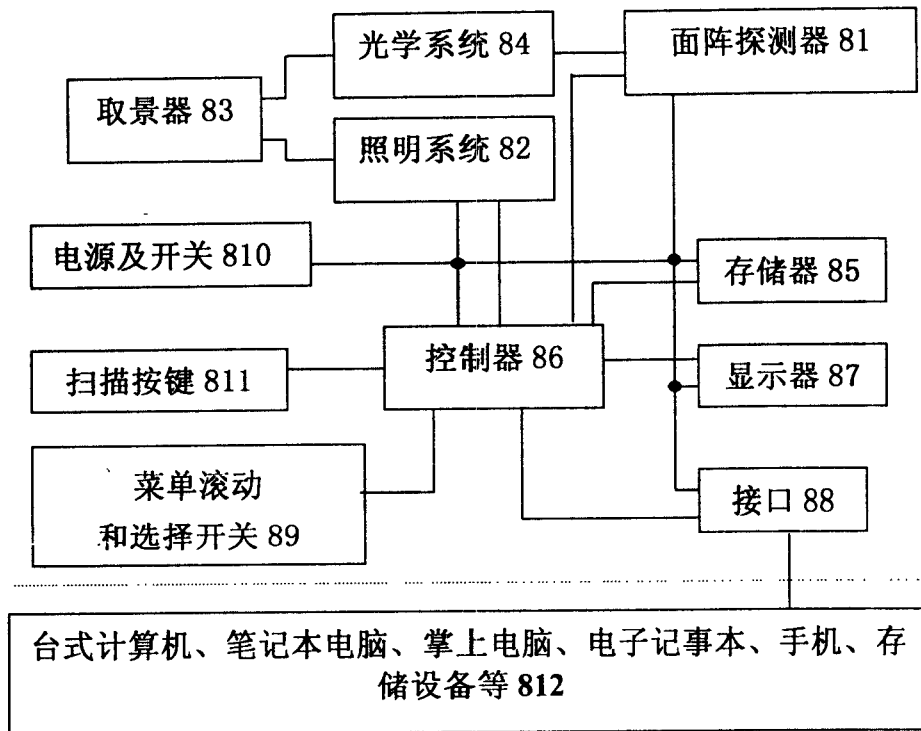 光学系统 84
面阵探测器 81
取景器 83
照明系统 82
电源及开关 810
存储器 85
控制器 86
扫描按键 811
显示器 87
菜单滚动
和选择开关 89
接口 88
台式计算机、笔记本电脑、掌上电脑、电子记事本、手机、存
储设备等 812